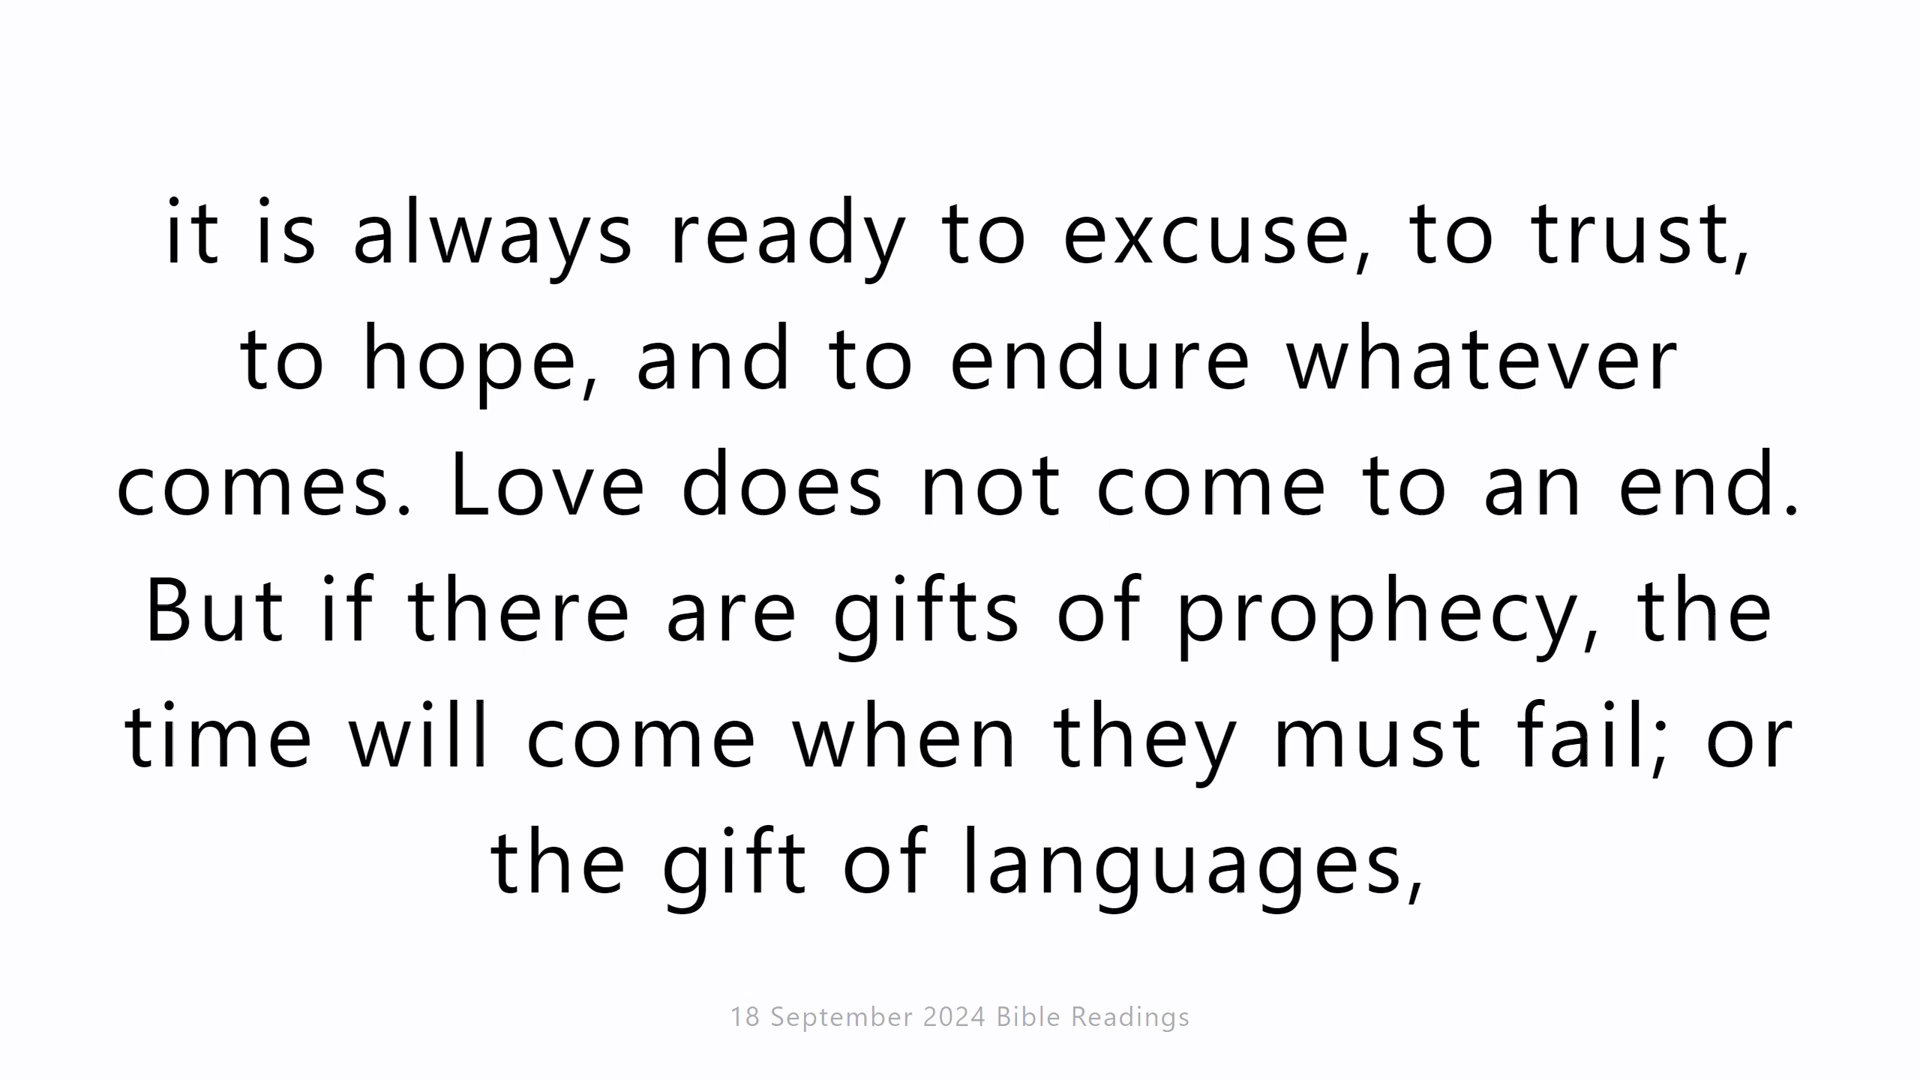 it is always ready to excuse, to trust,
to hope, and to endure whatever
comes. Love does not come to an end.
But if there are gifts of prophecy, the
time will come when they must fail; or
the gift of languages,
18 September 2024 Bible Readings